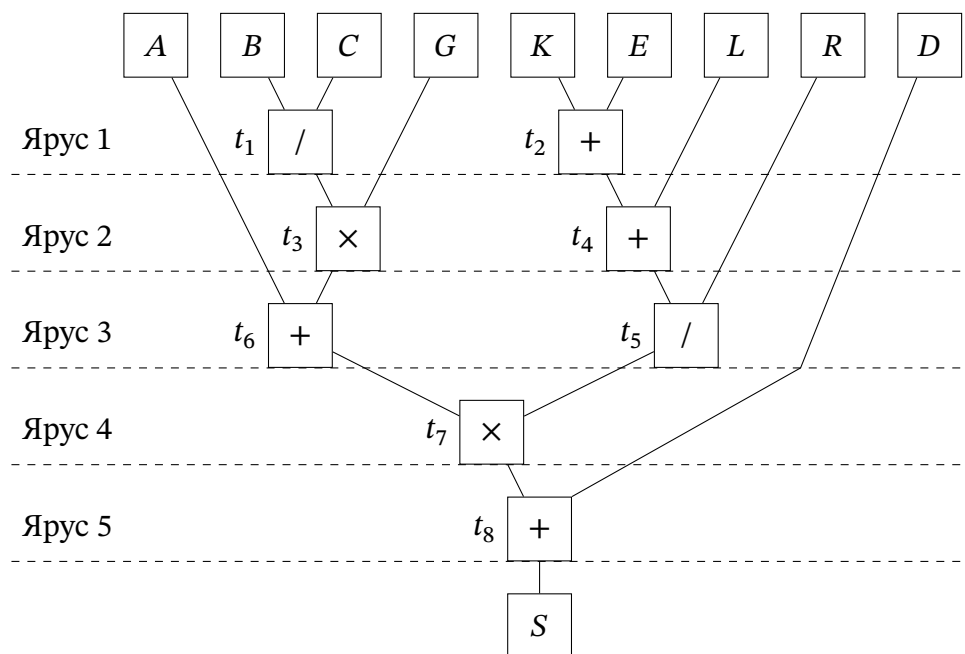 A B C G K E L R D
Ярус 1 t₁ / t₂ +
Ярус 2 t₃ × t₄ +
Ярус 3 t₆ + t₅ /
Ярус 4 t₇ ×
Ярус 5 t₈ +
S